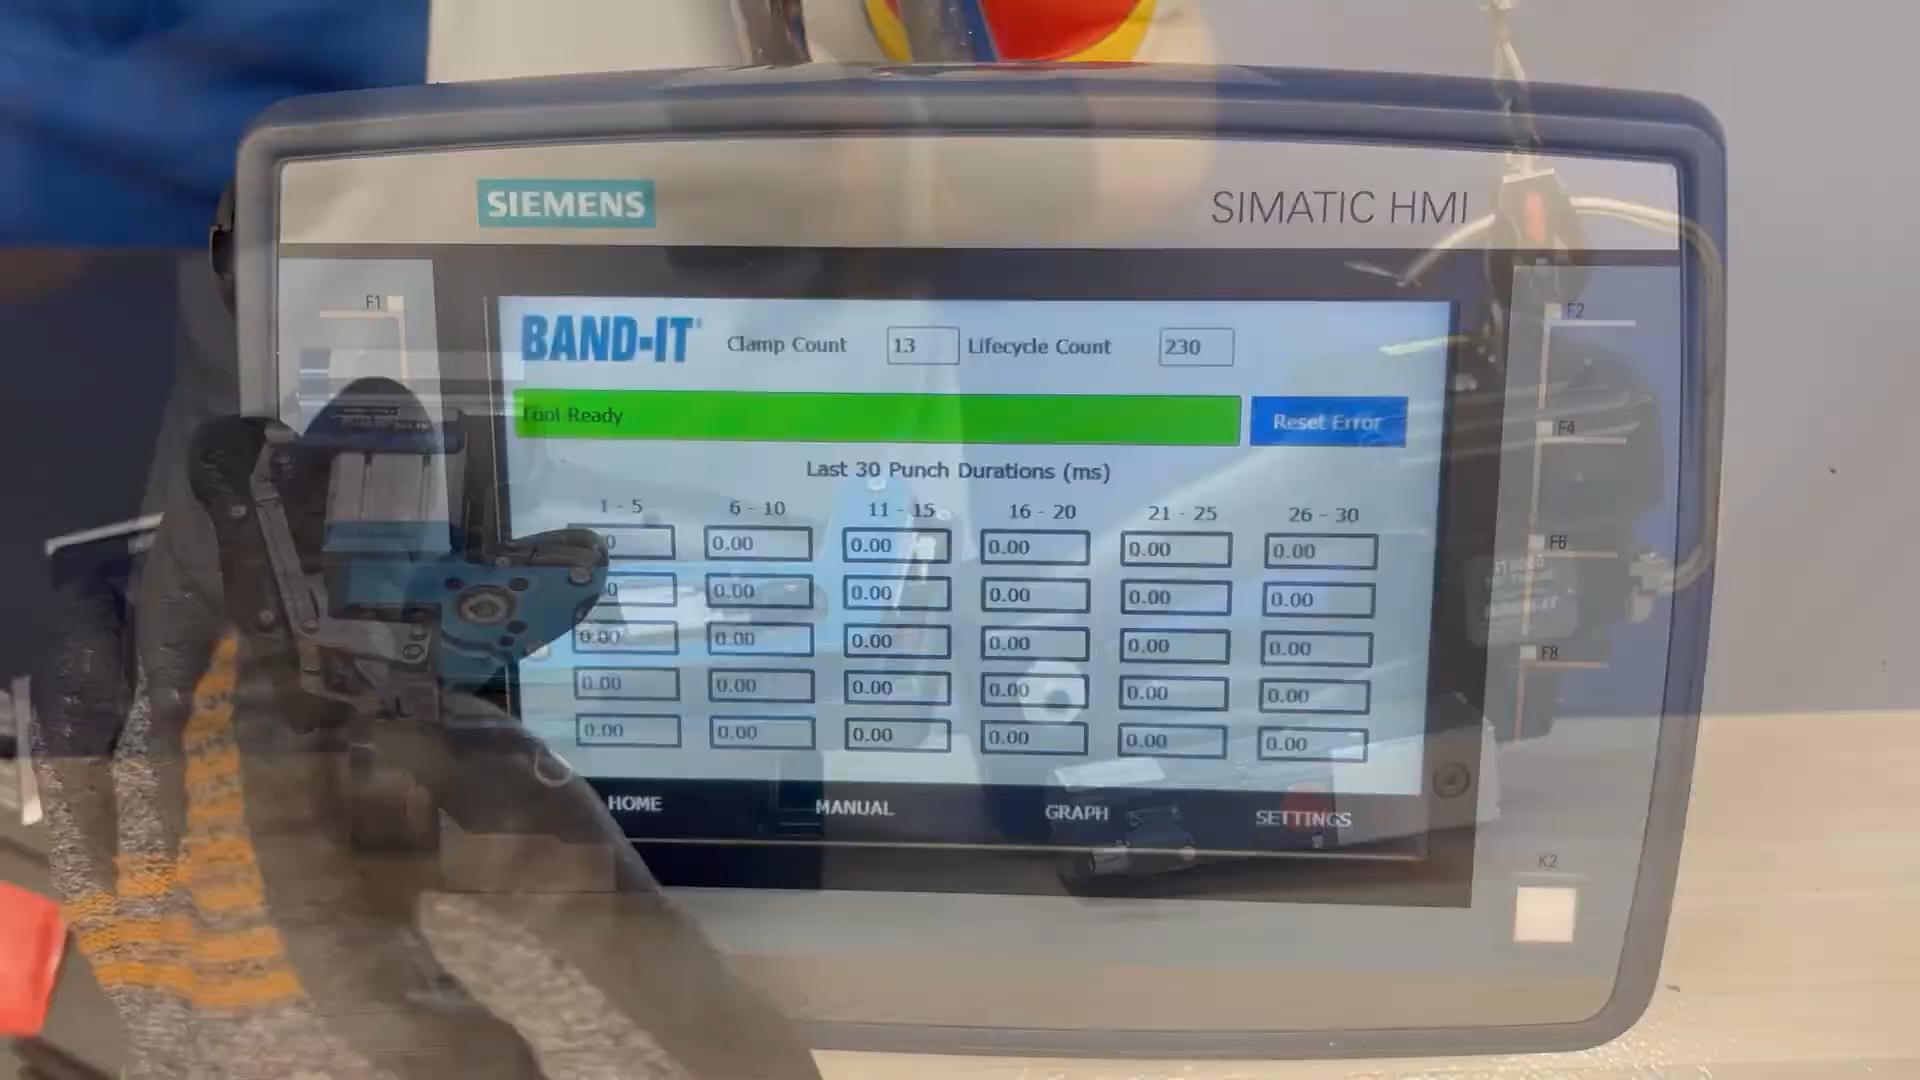 SIEMENS
SIMATIC HMI
F1
F2
BAND-IT
Clamp Count 13 Lifecycle Count 230
Tool Ready
Reset Error
F4
Last 30 Punch Durations (ms)
1 - 5 6 - 10 11 - 15 16 - 20 21 - 25 26 - 30
0.00 0.00 0.00 0.00 0.00
F6
0.00 0.00 0.00 0.00 0.00
0.00 0.00 0.00 0.00 0.00 0.00
F8
0.00 0.00 0.00 0.00 0.00 0.00
0.00 0.00 0.00 0.00 0.00 0.00
HOME MANUAL GRAPH SETTINGS
K2